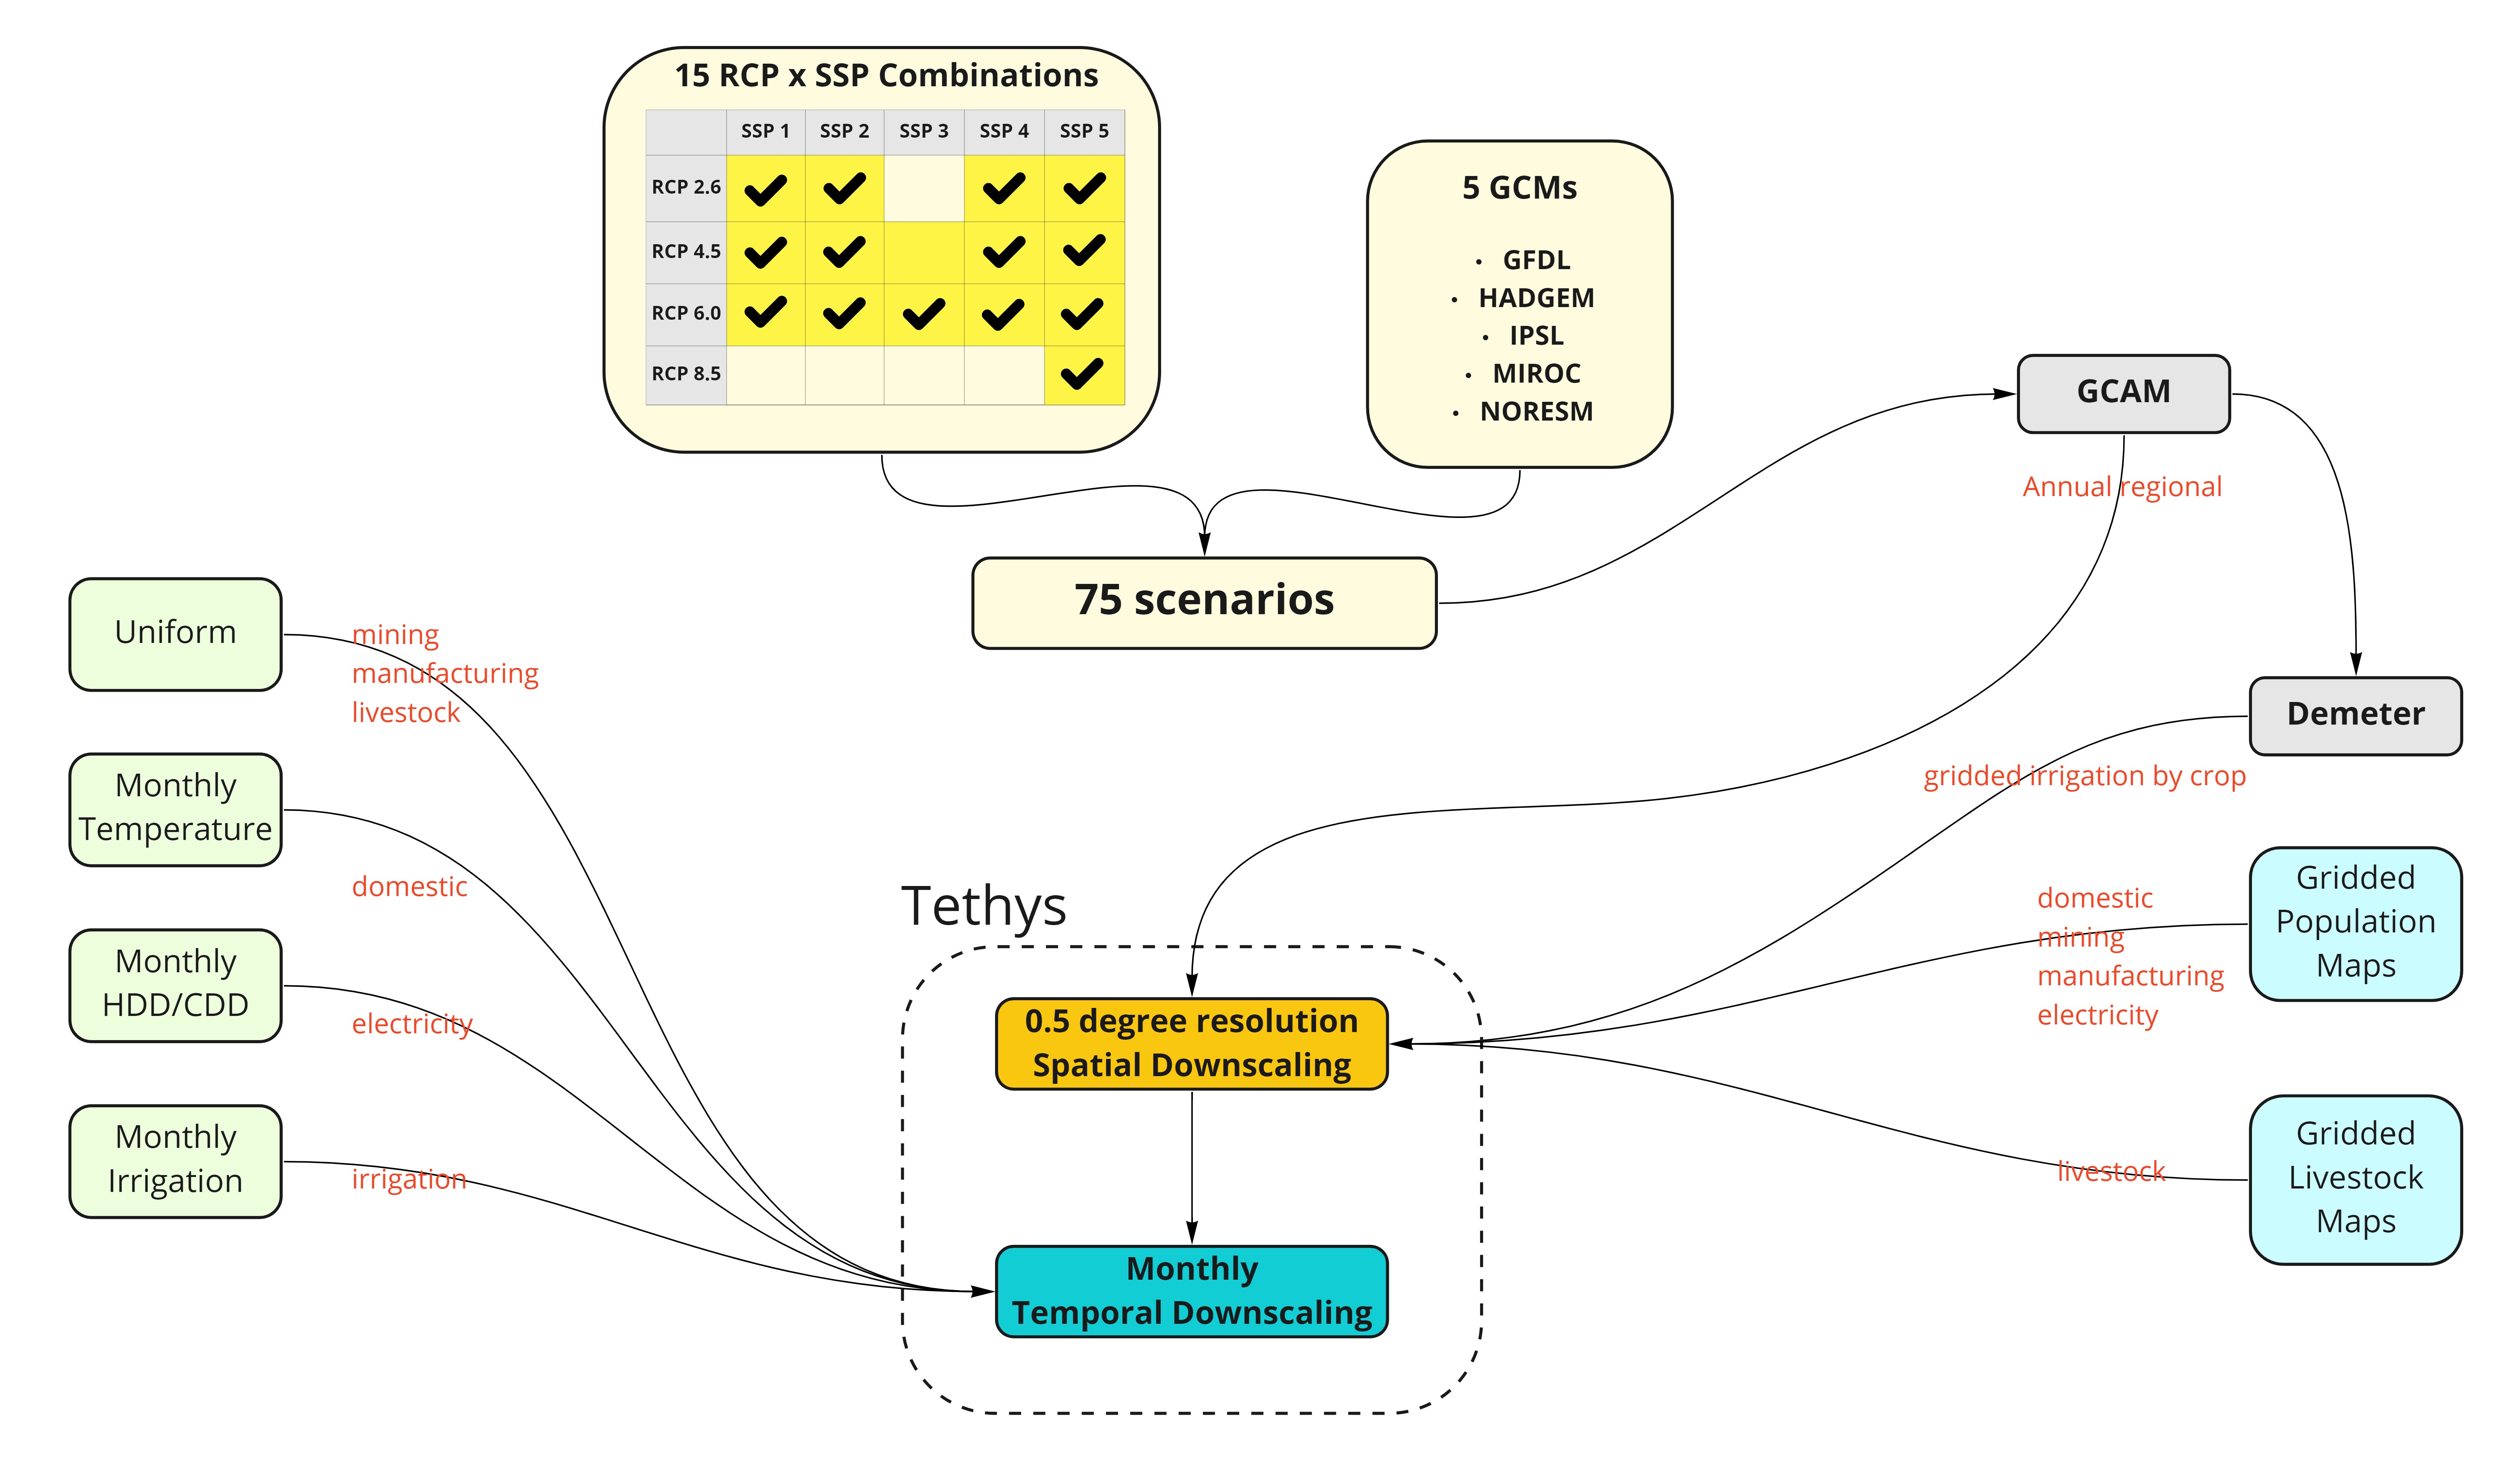 15 RCP x SSP Combinations
SSP 1 SSP 2 SSP 3 SSP 4 SSP 5
RCP 2.6
RCP 4.5
RCP 6.0
RCP 8.5
5 GCMs
• GFDL
• HADGEM
• IPSL
• MIROC
• NORESM
75 scenarios
GCAM
Annual regional
Demeter
gridded irrigation by crop
Uniform
mining
manufacturing
livestock
Monthly
Temperature
domestic
Monthly
HDD/CDD
electricity
Monthly
Irrigation
irrigation
Tethys
0.5 degree resolution
Spatial Downscaling
Monthly
Temporal Downscaling
domestic
mining
manufacturing
electricity
Gridded
Population
Maps
livestock
Gridded
Livestock
Maps